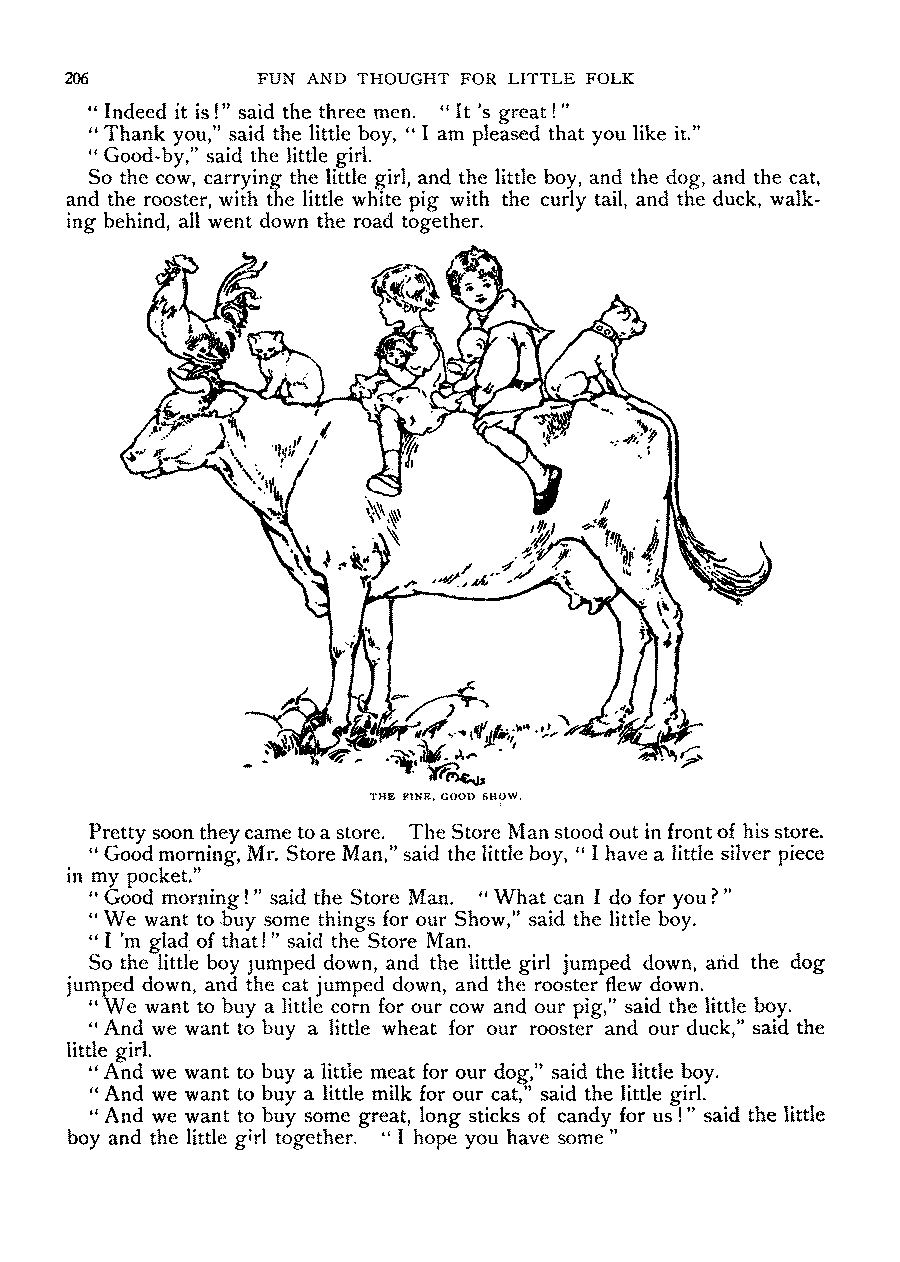 206
FUN AND THOUGHT FOR LITTLE FOLK
“ Indeed it is!” said the three men. “ It 's great!”
“ Thank you,” said the little boy, “ I am pleased that you like it.”
“ Good-by,” said the little girl.
So the cow, carrying the little girl, and the little boy, and the dog, and the cat,
and the rooster, with the little white pig with the curly tail, and the duck, walk-
ing behind, all went down the road together.
THE FINE, GOOD SHOW.
Pretty soon they came to a store. The Store Man stood out in front of his store.
“ Good morning, Mr. Store Man,” said the little boy, “ I have a little silver piece
in my pocket.”
“ Good morning!” said the Store Man. “ What can I do for you?”
“ We want to buy some things for our Show,” said the little boy.
“ I 'm glad of that!” said the Store Man.
So the little boy jumped down, and the little girl jumped down, and the dog
jumped down, and the cat jumped down, and the rooster flew down.
“ We want to buy a little corn for our cow and our pig,” said the little boy.
“ And we want to buy a little wheat for our rooster and our duck,” said the
little girl.
“ And we want to buy a little meat for our dog,” said the little boy.
“ And we want to buy a little milk for our cat,” said the little girl.
“ And we want to buy some great, long sticks of candy for us!” said the little
boy and the little girl together. “ I hope you have some ”